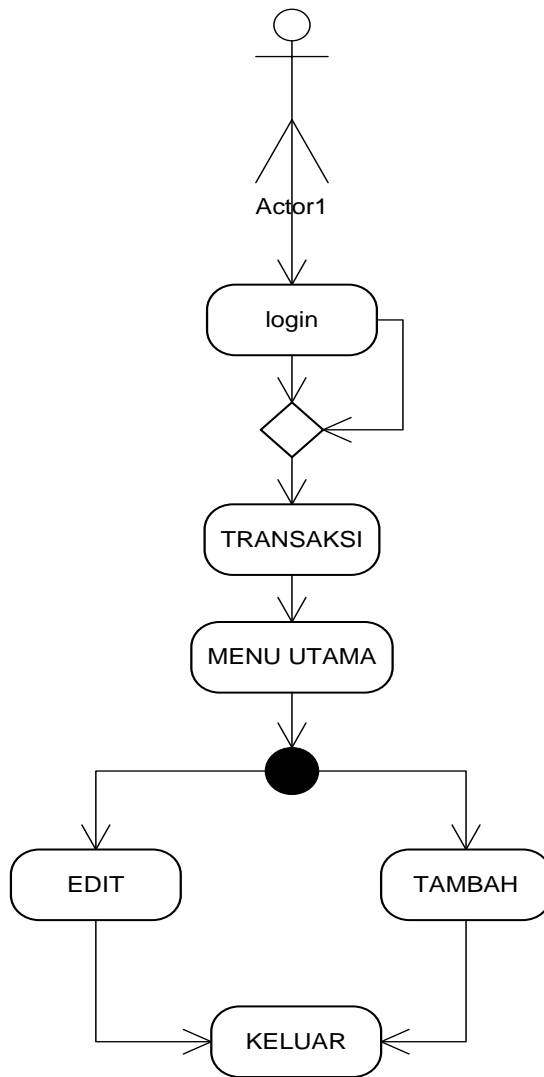 Actor1
login
TRANSAKSI
MENU UTAMA
EDIT
TAMBAH
KELUAR